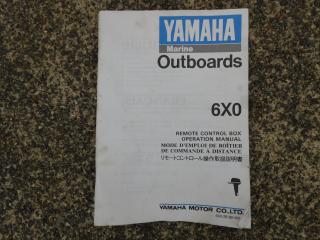 YAMAHA
Marine
Outboards
6X0
REMOTE CONTROL BOX
OPERATION MANUAL
MODE D'EMPLOI DE BOÎTIER
DE COMMANDE À DISTANCE
リモートコントロール操作取扱説明書
YAMAHA MOTOR CO.,LTD.